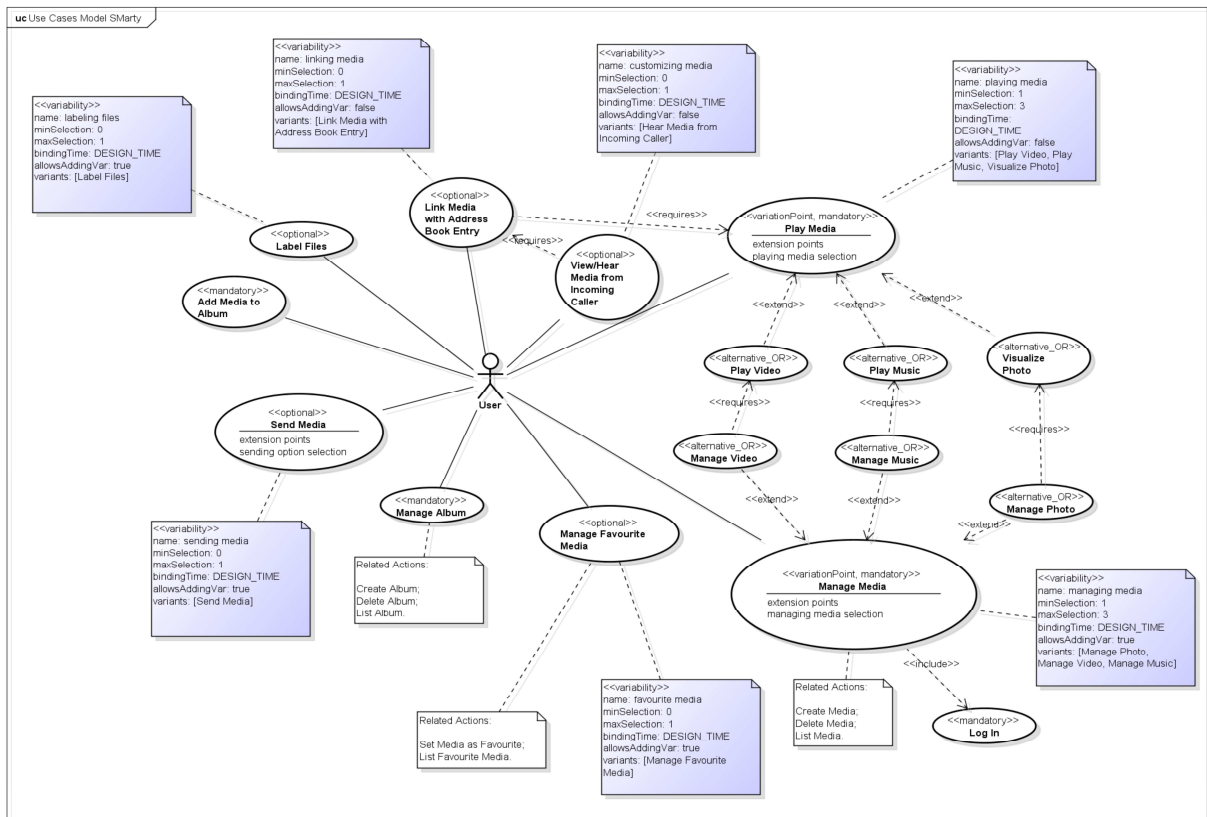 uc Use Cases Model SMarty
<<variability>>
name: linking media
minSelection: 0
maxSelection: 1
bindingTime: DESIGN_TIME
allowsAddingVar: false
variants: [Link Media with
Address Book Entry]
<<variability>>
name: customizing media
minSelection: 0
maxSelection: 1
bindingTime: DESIGN_TIME
allowsAddingVar: false
variants: [Hear Media from
Incoming Caller]
<<variability>>
name: playing media
minSelection: 1
maxSelection: 3
bindingTime:
DESIGN_TIME
allowsAddingVar: false
variants: [Play Video, Play
Music, Visualize Photo]
<<variability>>
name: labeling files
minSelection: 0
maxSelection: 1
bindingTime: DESIGN_TIME
allowsAddingVar: true
variants: [Label Files]
<<optional>>
Link Media
with Address
Book Entry
<<requires>>
<<requires>>
<<variationPoint, mandatory>>
Play Media
extension points
playing media selection
<<optional>>
Label Files
<<optional>>
View/Hear
Media from
Incoming
Caller
<<mandatory>>
Add Media to
Album
<<extend>>
<<extend>>
<<extend>>
<<alternative_OR>>
Play Video
<<alternative_OR>>
Play Music
<<alternative_OR>>
Visualize
Photo
User
<<requires>>
<<requires>>
<<requires>>
<<optional>>
Send Media
extension points
sending option selection
<<alternative_OR>>
Manage Video
<<alternative_OR>>
Manage Music
<<alternative_OR>>
Manage Photo
<<mandatory>>
Manage Album
<<optional>>
Manage Favourite
Media
<<extend>>
<<extend>>
<<extend>>
<<variability>>
name: sending media
minSelection: 0
maxSelection: 1
bindingTime: DESIGN_TIME
allowsAddingVar: true
variants: [Send Media]
Related Actions:
Create Album;
Delete Album;
List Album.
<<variationPoint, mandatory>>
Manage Media
extension points
managing media selection
<<variability>>
name: managing media
minSelection: 1
maxSelection: 3
bindingTime: DESIGN_TIME
allowsAddingVar: true
variants: [Manage Photo,
Manage Video, Manage Music]
<<include>>
Related Actions:
Set Media as Favourite;
List Favourite Media.
<<variability>>
name: favourite media
minSelection: 0
maxSelection: 1
bindingTime: DESIGN_TIME
allowsAddingVar: true
variants: [Manage Favourite
Media]
Related Actions:
Create Media;
Delete Media;
List Media.
<<mandatory>>
Log In